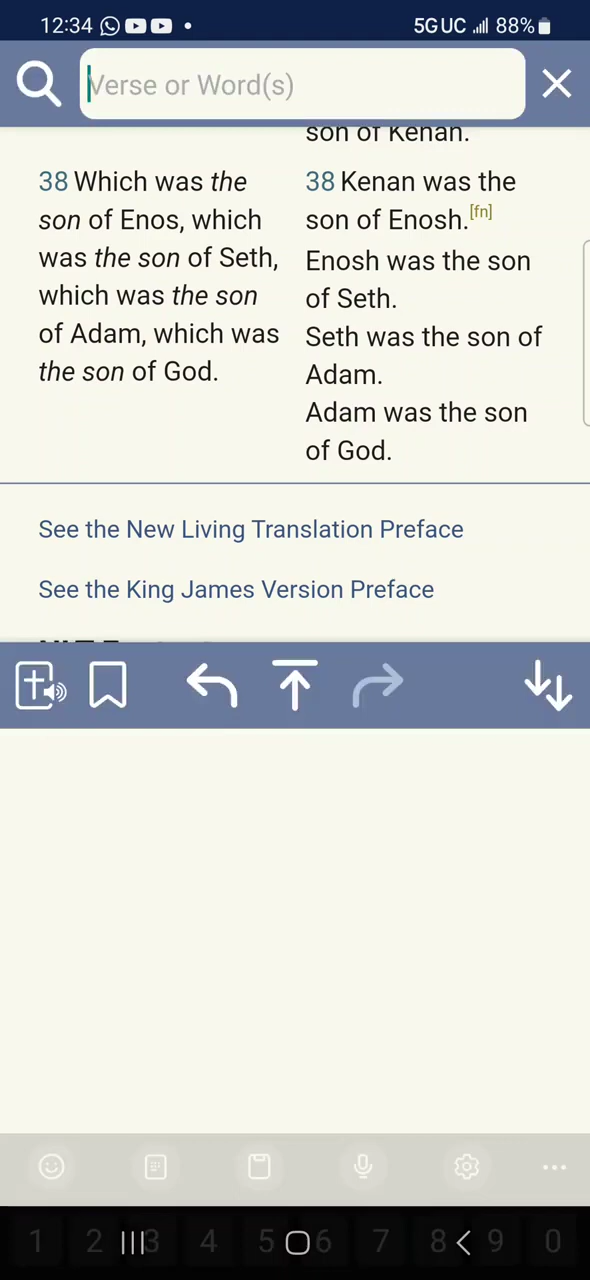 12:34 5G UC 88%
Verse or Word(s)
son of Kenan.
38 Which was the
son of Enos, which
was the son of Seth,
which was the son
of Adam, which was
the son of God.
38 Kenan was the
son of Enosh.[fn]
Enosh was the son
of Seth.
Seth was the son of
Adam.
Adam was the son
of God.
See the New Living Translation Preface
See the King James Version Preface
1 2 3 4 5 6 7 8 9 0